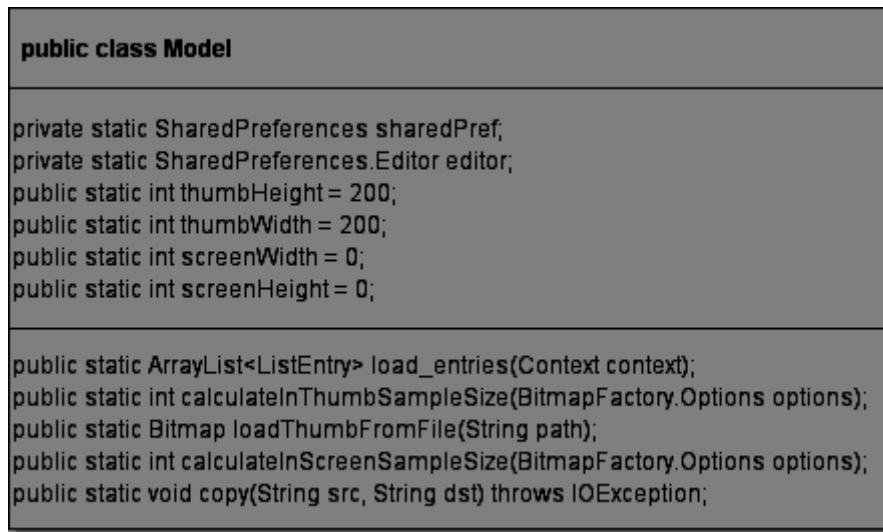 public class Model
private static SharedPreferences sharedPref;
private static SharedPreferences.Editor editor;
public static int thumbHeight = 200;
public static int thumbWidth = 200;
public static int screenWidth = 0;
public static int screenHeight = 0;
public static ArrayList<ListEntry> load_entries(Context context);
public static int calculateInThumbSampleSize(BitmapFactory.Options options);
public static Bitmap loadThumbFromFile(String path);
public static int calculateInScreenSampleSize(BitmapFactory.Options options);
public static void copy(String src, String dst) throws IOException;